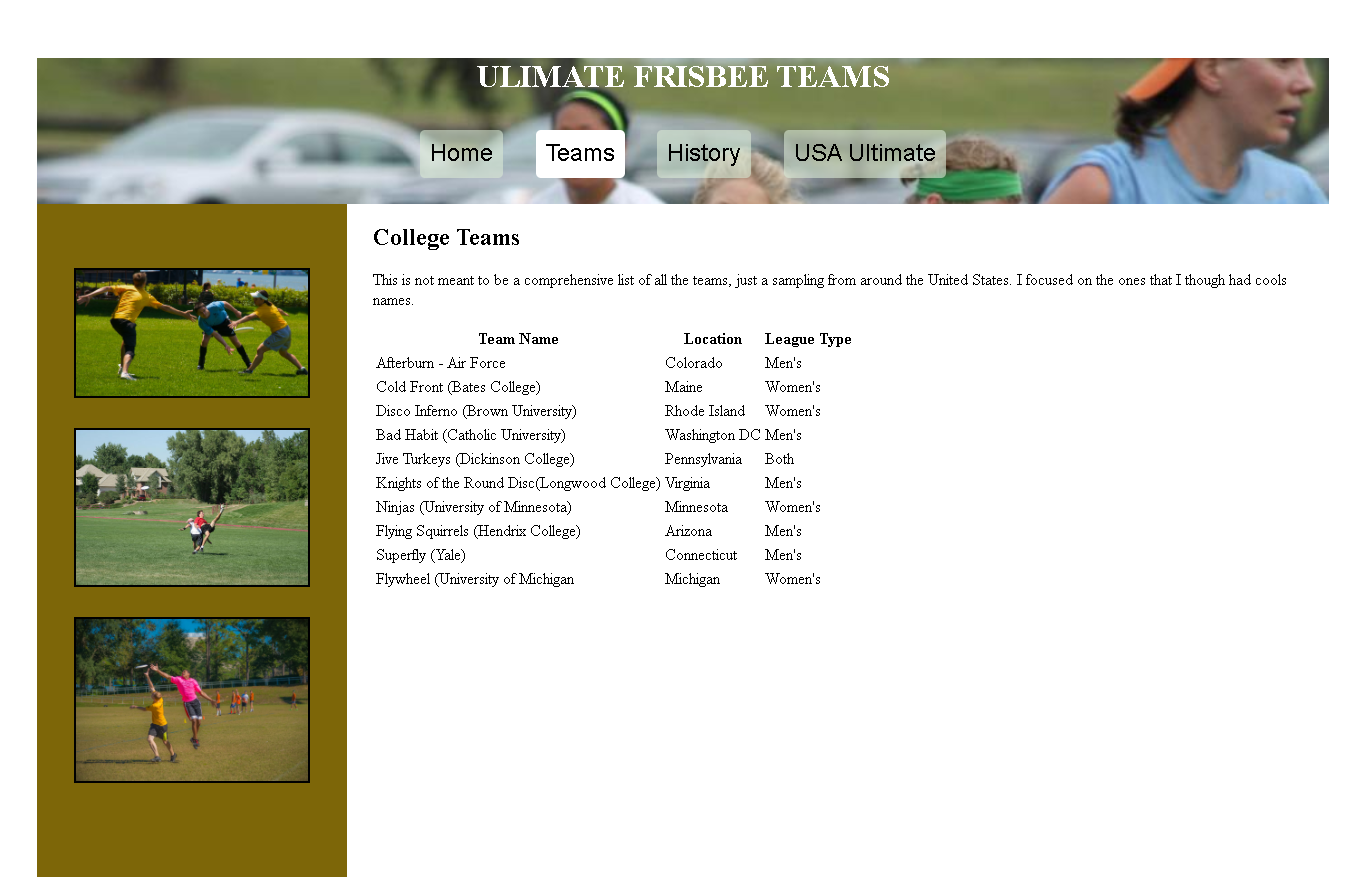 ULIMATE FRISBEE TEAMS
Home Teams History USA Ultimate
College Teams
This is not meant to be a comprehensive list of all the teams, just a sampling from around the United States. I focused on the ones that I though had cools
names.
Team Name Location League Type
Afterburn - Air Force Colorado Men's
Cold Front (Bates College) Maine Women's
Disco Inferno (Brown University) Rhode Island Women's
Bad Habit (Catholic University) Washington DC Men's
Jive Turkeys (Dickinson College) Pennsylvania Both
Knights of the Round Disc(Longwood College) Virginia Men's
Ninjas (University of Minnesota) Minnesota Women's
Flying Squirrels (Hendrix College) Arizona Men's
Superfly (Yale) Connecticut Men's
Flywheel (University of Michigan Michigan Women's